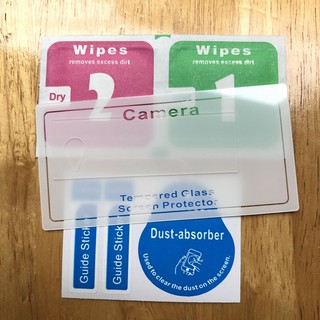 Wipes
removes excess dirt
2
Wipes
removes excess dirt
1
Dry
Camera
Tempered Glass
Screen Protector
Guide Stick
Guide Stick
Dust-absorber
Used to clear the dust on the screen.